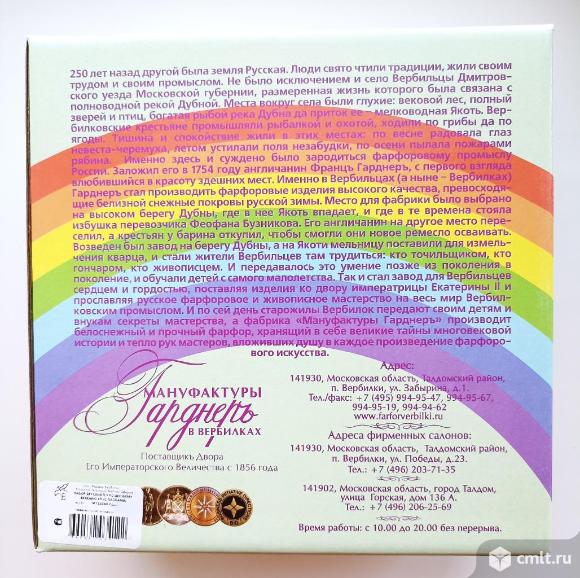 250 лет назад другой была земля Русская. Люди свято чтили традиции, жили своим
трудом и своим промыслом. Не было исключением и село Вербильцы Дмитров-
ского уезда Московской губернии, размеренная жизнь которого была связана с
полноводной рекой Дубной. Места вокруг села были глухие: вековой лес, полный
зверей и птиц, богатая рыбой река Дубна да приток ее – мелководная Якоть. Вер-
билковские крестьяне промышляли рыбалкой и охотой, ходили по грибы да по
ягоды. Тишина и спокойствие жили в этих местах: по весне радовала глаз
невеста-черемуха, летом устилали поля незабудки, по осени пылала пожарами
рябина. Именно здесь и суждено было зародиться фарфоровому промыслу
России. Заложил его в 1754 году англичанин Францъ Гарднеръ, с первого взгляда
влюбившийся в красоту здешних мест. Именно в Вербильцах (а ныне – Вербилках)
Гарднеръ стал производить фарфоровые изделия высокого качества, превосходя-
щие белизной снежные покровы русской зимы. Место для фабрики было выбрано
на высоком берегу Дубны, где в нее Якоть впадает, и где в те времена стояла
избушка перевозчика Феофана Бузникова. Его англичанин на другое место пере-
селил, а крестьян у барина откупил, чтобы смогли они новое ремесло осваивать.
Возведен был завод на берегу Дубны, а на Якоти мельницу поставили для измель-
чения кварца, и стали жители Вербильцев там трудиться: кто точильщиком, кто
гончаром, кто живописцем. И передавалось это умение позже из поколения в
поколение, и обучали детей с самого малолетства. Так и стал завод для Вербильцев
сердцем и гордостью, поставляя изделия ко двору императрицы Екатерины II и
прославляя русское фарфоровое и живописное мастерство на весь мир Вербил-
ковским промыслом. И по сей день старожилы Вербилок передают своим детям и
внукам секреты мастерства, а фабрика «Мануфактуры Гарднеръ» производит
белоснежный и прочный фарфор, хранящий в себе великие тайны многовековой
истории и тепло рук мастеров, вложивших душу в каждое произведение фарфоро-
вого искусства.
МАНУФАКТУРЫ
Гарднеръ
В ВЕРБИЛКАХ
Поставщикъ Двора
Его Императорского Величества с 1856 года
Адрес:
141930, Московская область, Талдомский район,
п. Вербилки, ул. Забырина, д.1.
Тел./факс: +7 (495) 994-95-47, 994-95-67,
994-95-19, 994-94-62
www.farforverbilki.ru
Адреса фирменных салонов:
141930, Московская область, Талдомский район,
п. Вербилки, ул. Победы, д.23.
Тел.: +7 (496) 203-71-35
141902, Московская область, город Талдом,
улица Горская, дом 136 А.
Тел.: +7 (496) 206-25-69
Время работы: с 10.00 до 20.00 без перерыва.
cmlt.ru